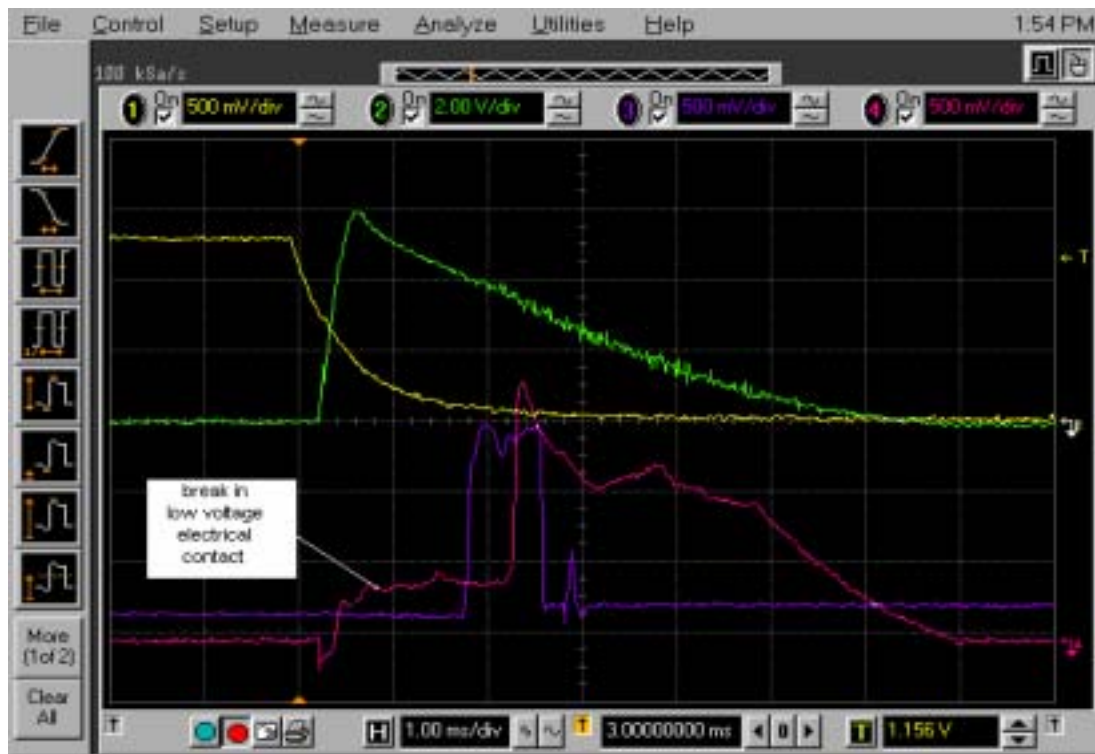 File Control Setup Measure Analyze Utilities Help 1:54 PM
100 kSa/s
1 On 500 mV/div 2 On 2.00 V/div 3 On 500 mV/div 4 On 500 mV/div
T
break in
low voltage
electrical
contact
More
(1of 2)
Clear
All
T H 1.00 ms/div T 3.00000000 ms 0 T 1.156 V T